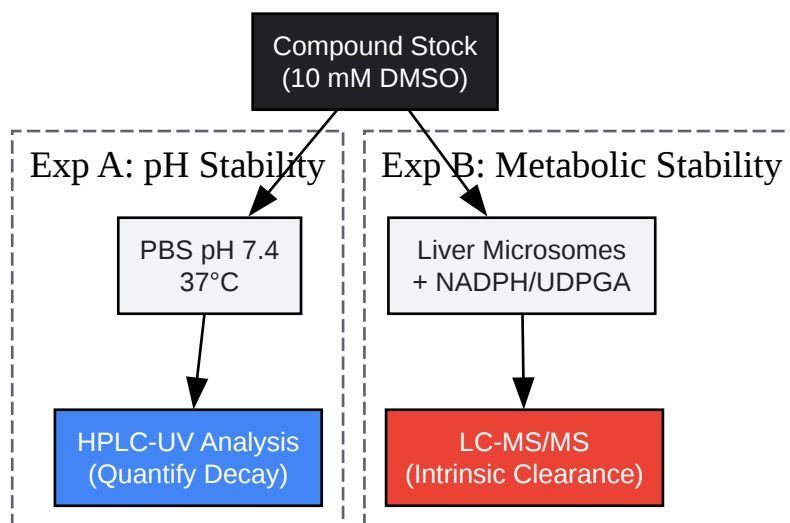 Compound Stock
(10 mM DMSO)
Exp A: pH Stability
Exp B: Metabolic Stability
PBS pH 7.4
37°C
Liver Microsomes
+ NADPH/UDPGA
HPLC-UV Analysis
(Quantify Decay)
LC-MS/MS
(Intrinsic Clearance)